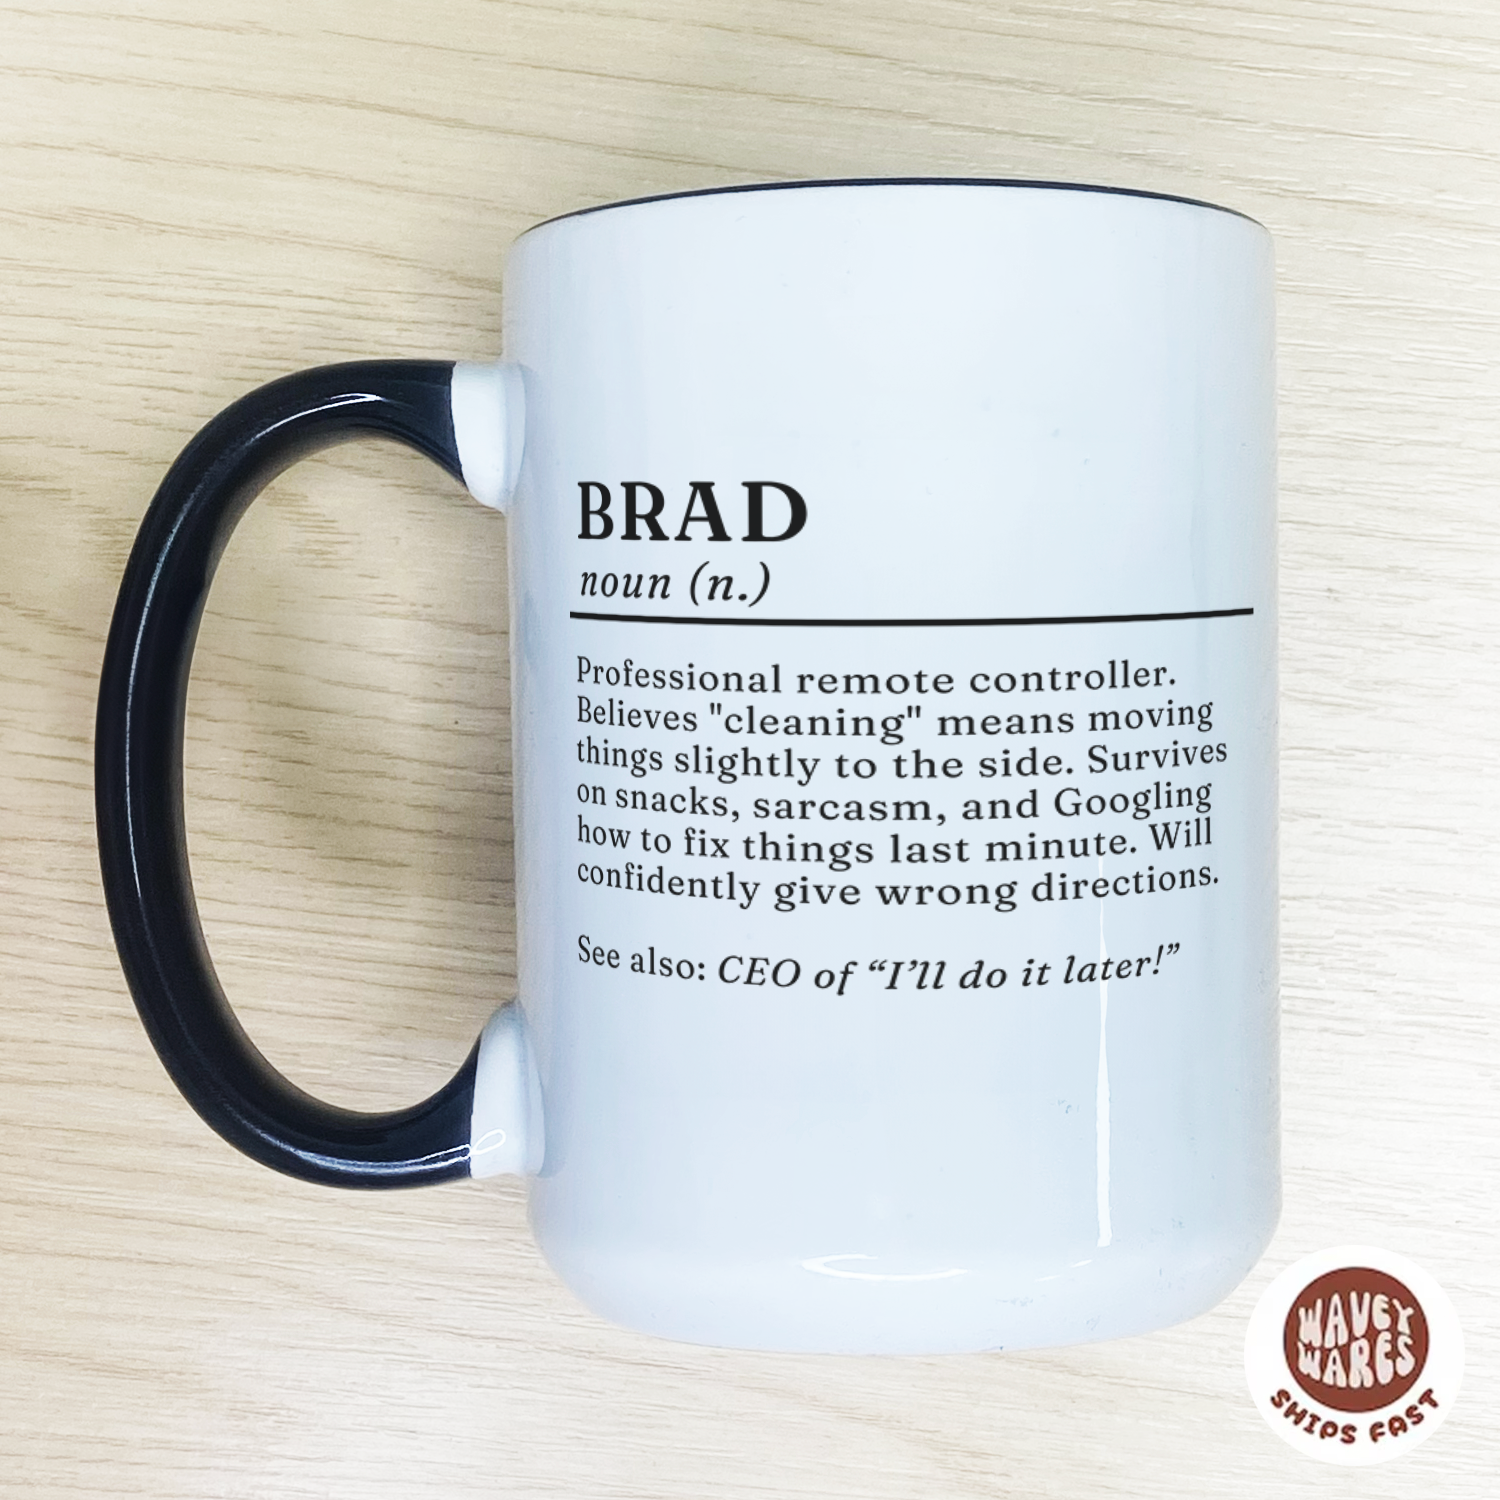 BRAD
noun (n.)
Professional remote controller.
Believes "cleaning" means moving
things slightly to the side. Survives
on snacks, sarcasm, and Googling
how to fix things last minute. Will
confidently give wrong directions.
See also: CEO of “I’ll do it later!”
WAVEY
WARES
SHIPS FAST